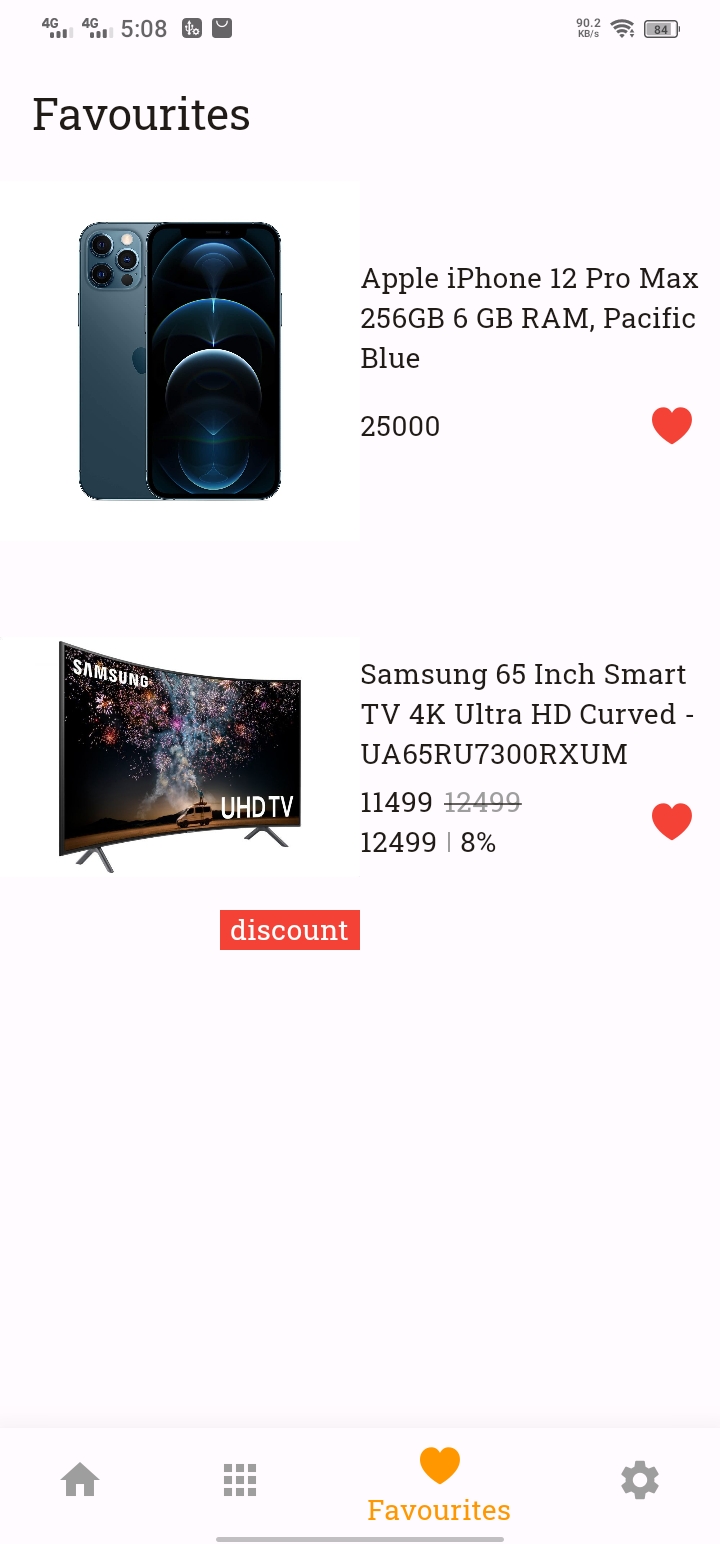 4G 4G 5:08 90.2 KB/s 84
Favourites
Apple iPhone 12 Pro Max
256GB 6 GB RAM, Pacific
Blue
25000
SAMSUNG
UHD TV
Samsung 65 Inch Smart
TV 4K Ultra HD Curved -
UA65RU7300RXUM
11499 12499
12499 | 8%
discount
Favourites